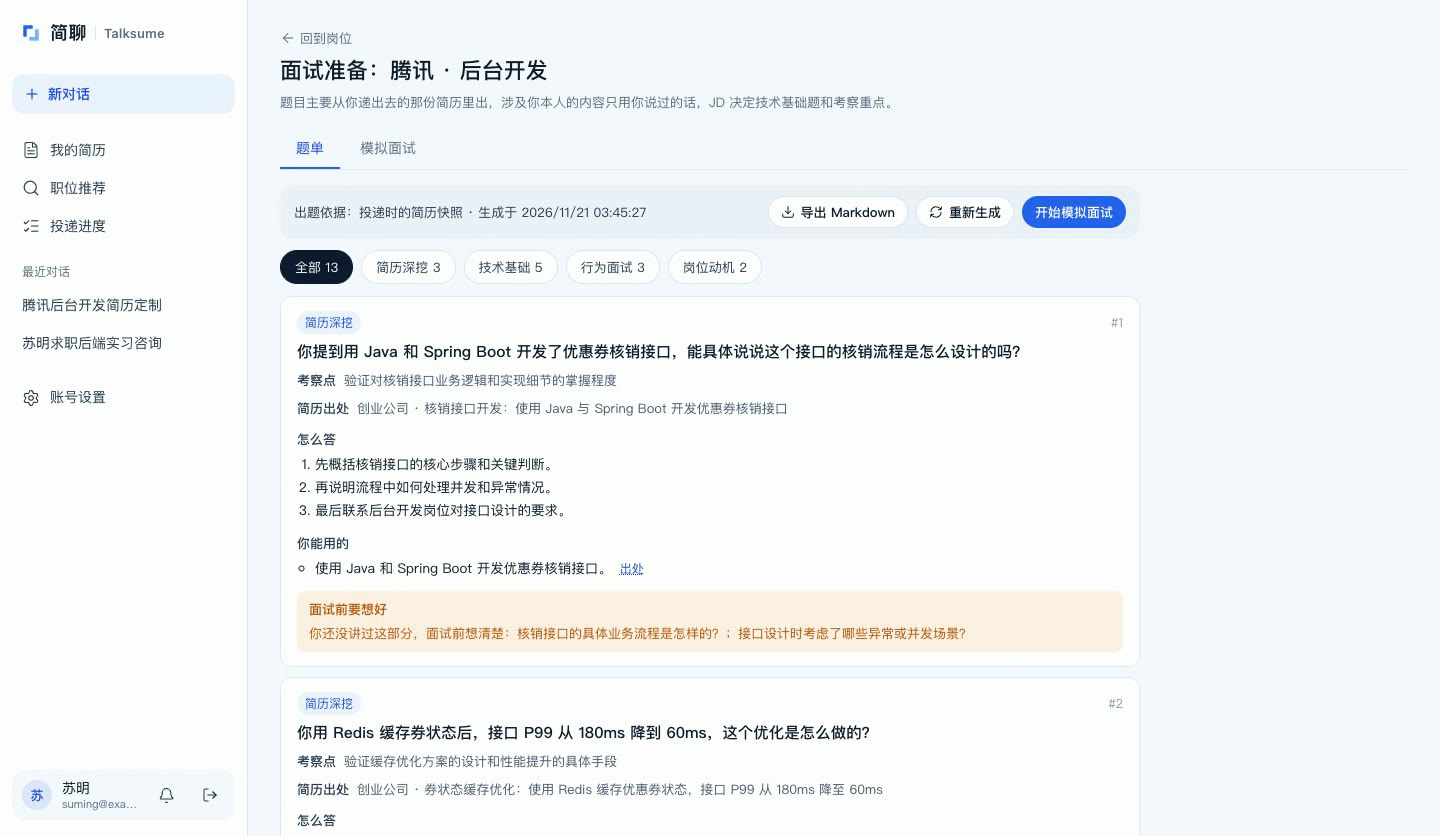 简聊 Talksume
新对话
我的简历
职位推荐
投递进度
最近对话
腾讯后台开发简历定制
苏明求职后端实习咨询
账号设置
苏 苏明
suming@exa...
回到岗位
面试准备：腾讯 · 后台开发
题目主要从你递出去的那份简历里出，涉及你本人的内容只用你说过的话，JD 决定技术基础题和考察重点。
题单 模拟面试
出题依据：投递时的简历快照 · 生成于 2026/11/21 03:45:27 导出 Markdown 重新生成 开始模拟面试
全部 13 简历深挖 3 技术基础 5 行为面试 3 岗位动机 2
简历深挖 #1
你提到用 Java 和 Spring Boot 开发了优惠券核销接口，能具体说说这个接口的核销流程是怎么设计的吗？
考察点 验证对核销接口业务逻辑和实现细节的掌握程度
简历出处 创业公司 · 核销接口开发：使用 Java 与 Spring Boot 开发优惠券核销接口
怎么答
1. 先概括核销接口的核心步骤和关键判断。
2. 再说明流程中如何处理并发和异常情况。
3. 最后联系后台开发岗位对接口设计的要求。
你能用的
使用 Java 和 Spring Boot 开发优惠券核销接口。 出处
面试前要想好
你还没讲过这部分，面试前想清楚：核销接口的具体业务流程是怎样的？；接口设计时考虑了哪些异常或并发场景？
简历深挖 #2
你用 Redis 缓存券状态后，接口 P99 从 180ms 降到 60ms，这个优化是怎么做的？
考察点 验证缓存优化方案的设计和性能提升的具体手段
简历出处 创业公司 · 券状态缓存优化：使用 Redis 缓存优惠券状态，接口 P99 从 180ms 降至 60ms
怎么答